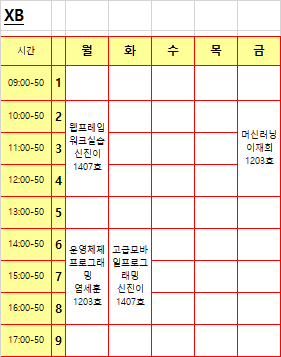 XB
시간 월 화 수 목 금
09:00-50 1
10:00-50 2
11:00-50 3
12:00-50 4
웹프레임
워크실습
신진이
1407호
머신러닝
이재희
1203호
13:00-50 5
14:00-50 6
15:00-50 7
16:00-50 8
운영체제
프로그래
밍
염세훈
1203호
고급모바
일프로그
래밍
신진이
1407호
17:00-50 9